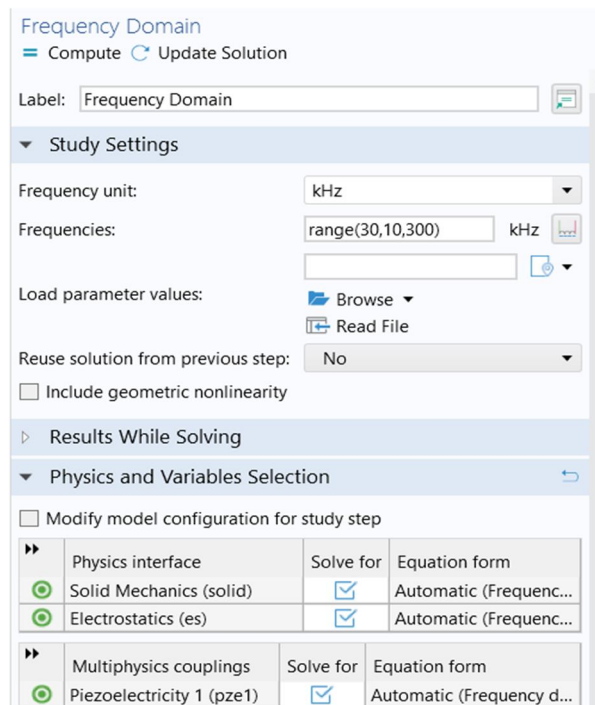 Frequency Domain
= Compute Update Solution
Label: Frequency Domain
Study Settings
Frequency unit: kHz
Frequencies: range(30,10,300) kHz
Load parameter values: Browse
Read File
Reuse solution from previous step: No
Include geometric nonlinearity
Results While Solving
Physics and Variables Selection
Modify model configuration for study step
Physics interface Solve for Equation form
Solid Mechanics (solid) Automatic (Frequenc...
Electrostatics (es) Automatic (Frequenc...
Multiphysics couplings Solve for Equation form
Piezoelectricity 1 (pze1) Automatic (Frequency d...